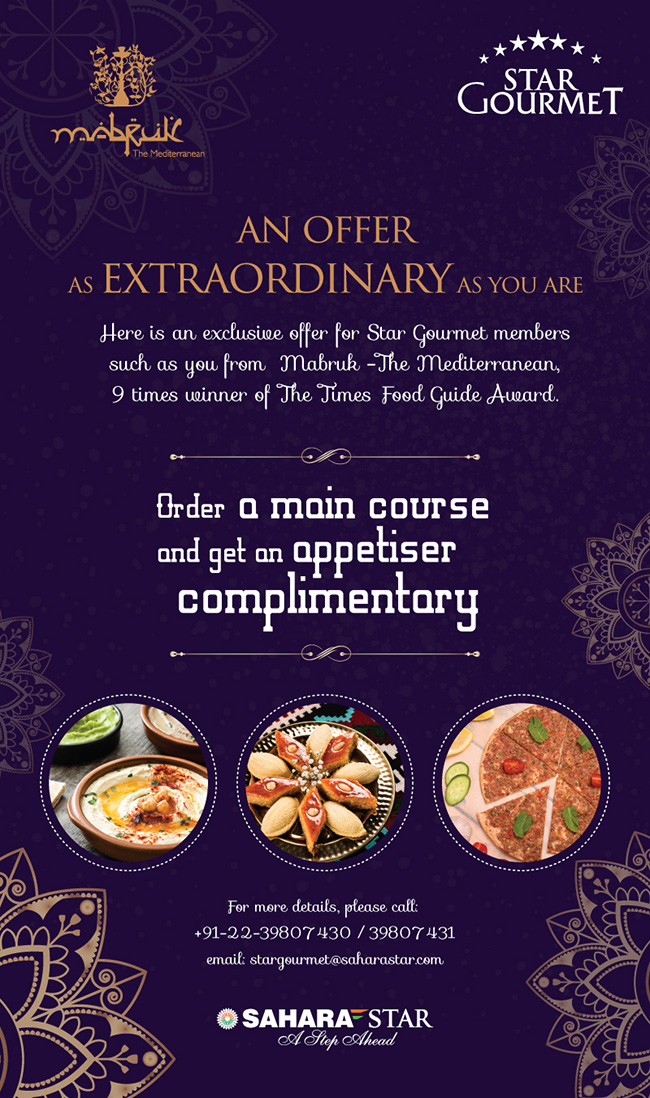 mabruk
The Mediterranean
STAR
GOURMET
AN OFFER
AS EXTRAORDINARY AS YOU ARE
Here is an exclusive offer for Star Gourmet members
such as you from Mabruk -The Mediterranean,
9 times winner of The Times Food Guide Award.
Order a main course
and get an appetiser
complimentary
For more details, please call:
+91-22-39807430 / 39807431
email: stargourmet@saharastar.com
SAHARA STAR
A Step Ahead